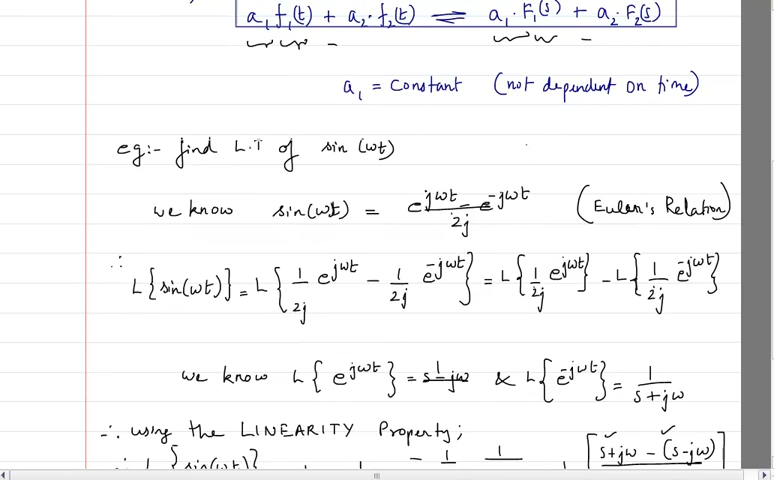 a₁ f₁(t) + a₂·f₂(t) ⇌ a₁·F₁(s) + a₂·F₂(s)
a₁ = constant (not dependent on time)
eg:- find L.T of sin(ωt)
we know sin(ωt) = (e^{jωt} - e^{-jωt})/2j (Euler's Relation)
∴
L{sin(ωt)} = L{1/2j e^{jωt} - 1/2j e^{-jωt}} = L{1/2j e^{jωt}} - L{1/2j e^{-jωt}}
we know L{e^{jωt}} = 1/(s-jω) & L{e^{-jωt}} = 1/(s+jω)
∴ using the LINEARITY Property;
∴ L{sin(ωt)} [s+jω - (s-jω)]